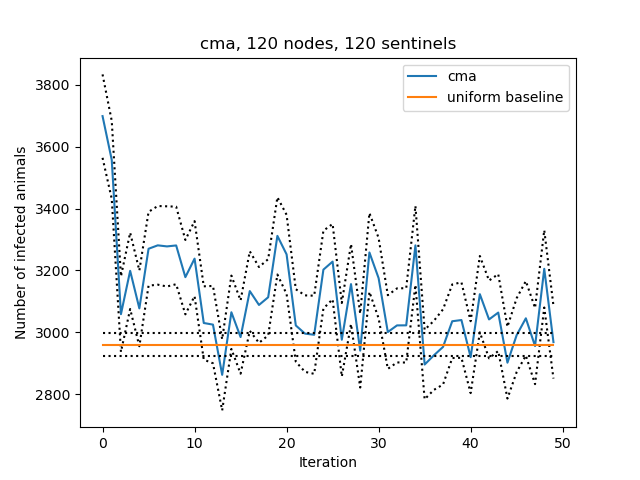 cma, 120 nodes, 120 sentinels
cma
uniform baseline
Number of infected animals
3800
3600
3400
3200
3000
2800
0 10 20 30 40 50
Iteration